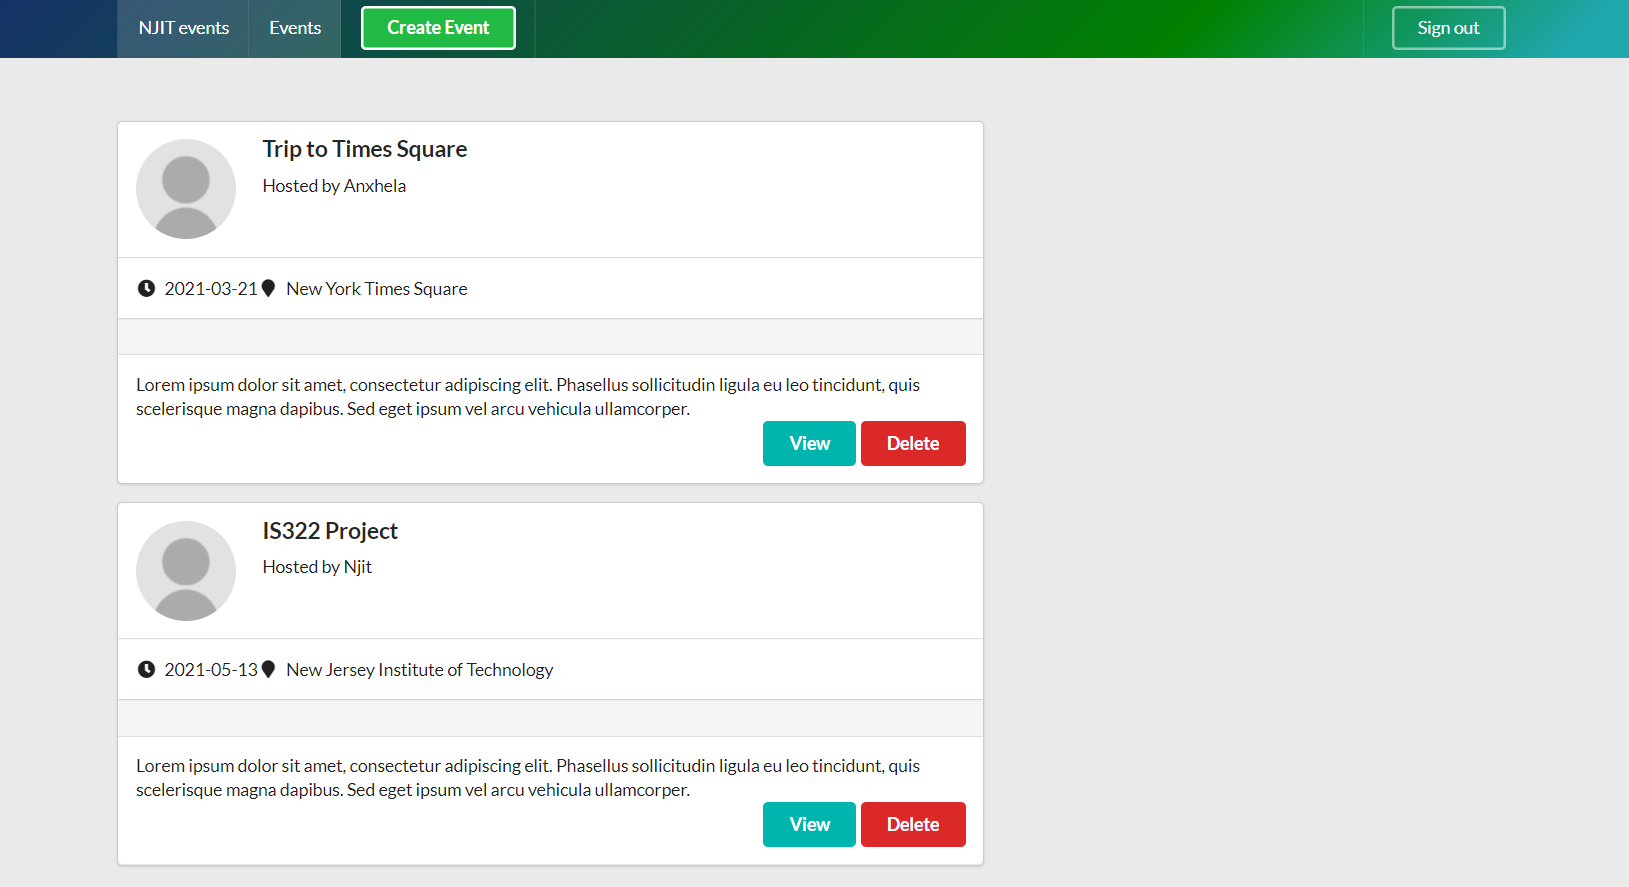 NJIT events
Events
Create Event
Sign out
Trip to Times Square
Hosted by Anxhela
2021-03-21
New York Times Square
Lorem ipsum dolor sit amet, consectetur adipiscing elit. Phasellus sollicitudin ligula eu leo tincidunt, quis
scelerisque magna dapibus. Sed eget ipsum vel arcu vehicula ullamcorper.
View
Delete
IS322 Project
Hosted by Njit
2021-05-13
New Jersey Institute of Technology
Lorem ipsum dolor sit amet, consectetur adipiscing elit. Phasellus sollicitudin ligula eu leo tincidunt, quis
scelerisque magna dapibus. Sed eget ipsum vel arcu vehicula ullamcorper.
View
Delete